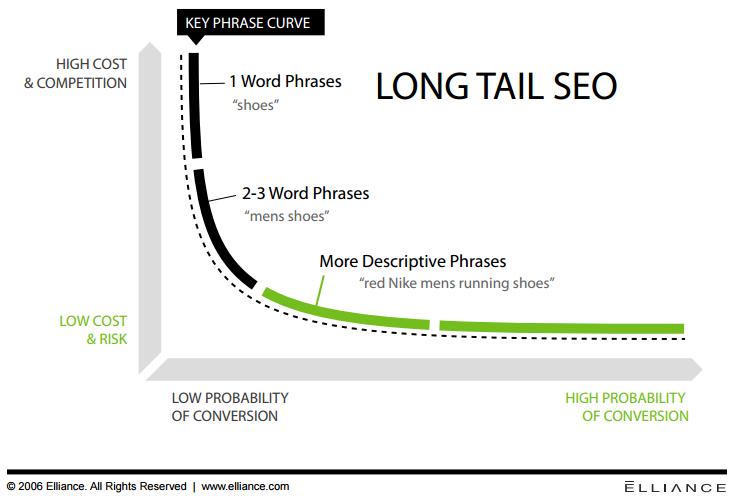 KEY PHRASE CURVE
HIGH COST
& COMPETITION
LONG TAIL SEO
1 Word Phrases
“shoes”
2-3 Word Phrases
“mens shoes”
More Descriptive Phrases
“red Nike mens running shoes”
LOW COST
& RISK
LOW PROBABILITY
OF CONVERSION
HIGH PROBABILITY
OF CONVERSION
© 2006 Elliance. All Rights Reserved | www.elliance.com
ELLIANCE